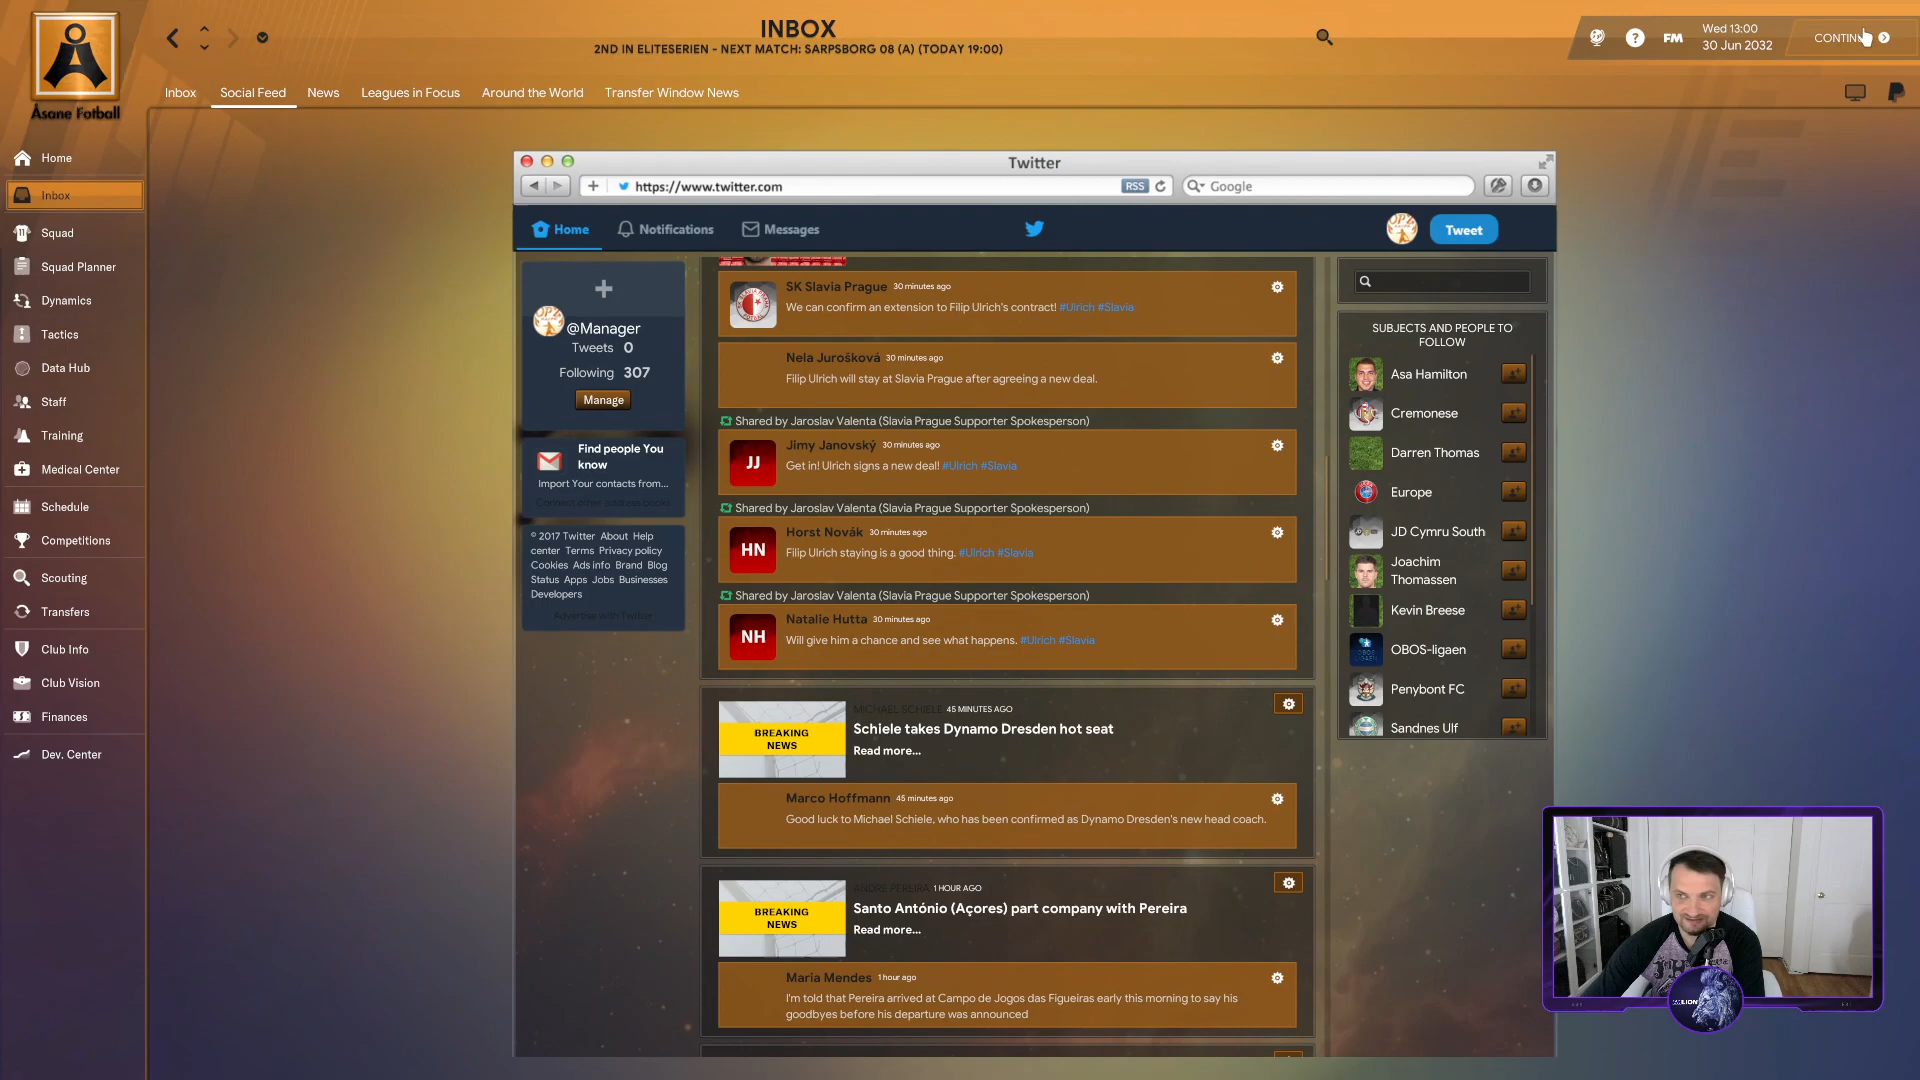 INBOX
2ND IN ELITESERIEN - NEXT MATCH: SARPSBORG 08 (A) (TODAY 19:00)
FM
Wed 13:00
30 Jun 2032
Åsane Fotball
Inbox
Social Feed
News
Leagues in Focus
Around the World
Transfer Window News
Home
Inbox
Squad
Squad Planner
Dynamics
Tactics
Data Hub
Staff
Training
Medical Center
Schedule
Competitions
Scouting
Transfers
Club Info
Club Vision
Finances
Dev. Center
Twitter
https://www.twitter.com
RSS
Google
Home
Notifications
Messages
Tweet
@Manager
Tweets 0
Following 307
Manage
Find people You
know
Import Your contacts from...
Connect other address books
© 2017 Twitter About Help
center Terms Privacy policy
Cookies Ads info Brand Blog
Status Apps Jobs Businesses
Developers
Advertise with Twitter
SK Slavia Prague 30 minutes ago
We can confirm an extension to Filip Ulrich's contract! #Ulrich #Slavia
Nela Jurošková 30 minutes ago
Filip Ulrich will stay at Slavia Prague after agreeing a new deal.
Shared by Jaroslav Valenta (Slavia Prague Supporter Spokesperson)
JJ
Jimy Janovský 30 minutes ago
Get in! Ulrich signs a new deal! #Ulrich #Slavia
Shared by Jaroslav Valenta (Slavia Prague Supporter Spokesperson)
HN
Horst Novák 30 minutes ago
Filip Ulrich staying is a good thing. #Ulrich #Slavia
Shared by Jaroslav Valenta (Slavia Prague Supporter Spokesperson)
NH
Natalie Hutta 30 minutes ago
Will give him a chance and see what happens. #Ulrich #Slavia
BREAKING
NEWS
MICHAEL SCHIELE 45 MINUTES AGO
Schiele takes Dynamo Dresden hot seat
Read more...
Marco Hoffmann 45 minutes ago
Good luck to Michael Schiele, who has been confirmed as Dynamo Dresden's new head coach.
BREAKING
NEWS
ANDRÉ PEREIRA 1 HOUR AGO
Santo António (Açores) part company with Pereira
Read more...
Maria Mendes 1 hour ago
I'm told that Pereira arrived at Campo de Jogos das Figueiras early this morning to say his
goodbyes before his departure was announced
SUBJECTS AND PEOPLE TO
FOLLOW
Asa Hamilton
Cremonese
Darren Thomas
Europe
JD Cymru South
Joachim
Thomassen
Kevin Breese
OBOS-ligaen
Penybont FC
Sandnes Ulf